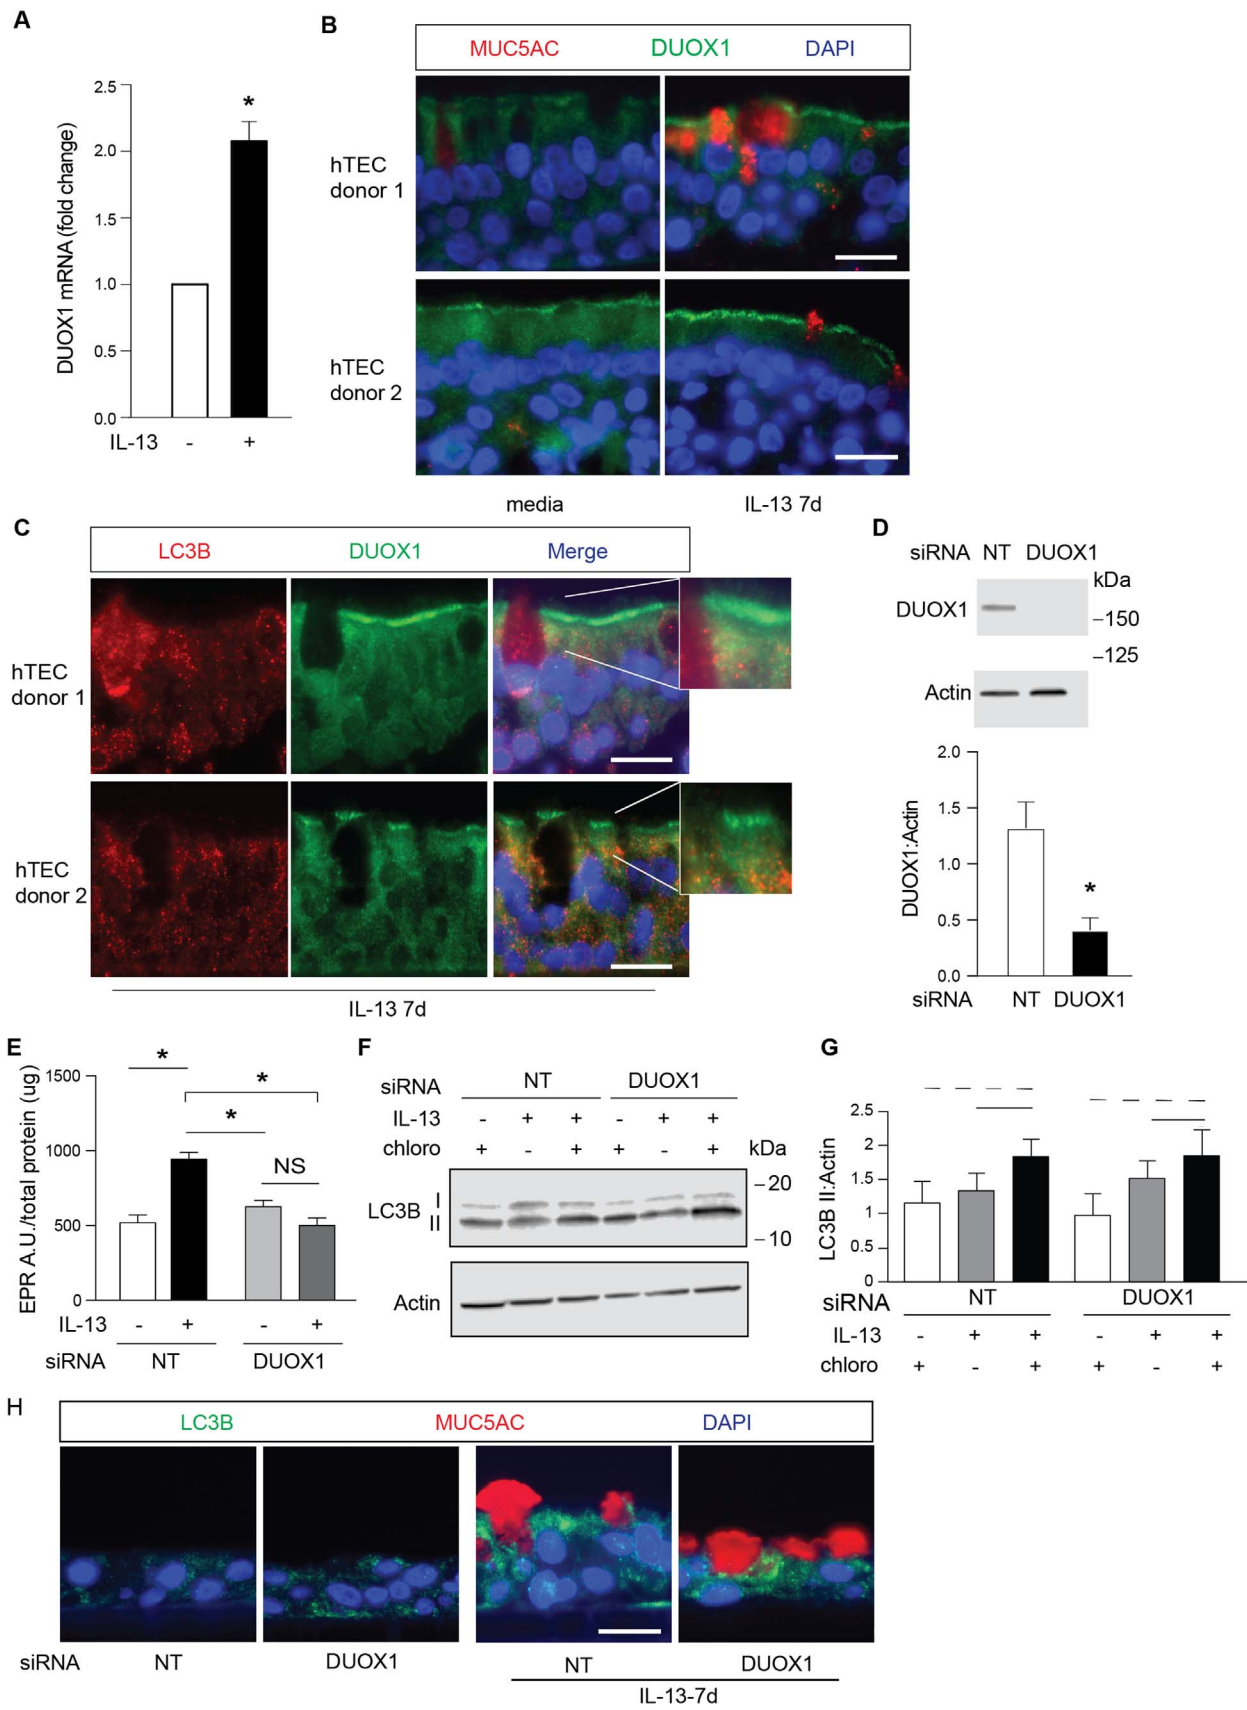 A
DUOX1 mRNA (fold change)
2.5
2.0
1.5
1.0
0.5
0.0
*
IL-13 - +
B
MUC5AC DUOX1 DAPI
hTEC
donor 1
hTEC
donor 2
media IL-13 7d
C
LC3B DUOX1 Merge
hTEC
donor 1
hTEC
donor 2
IL-13 7d
D
siRNA NT DUOX1
kDa
DUOX1
–150
–125
Actin
DUOX1:Actin
2.0
1.5
1.0
0.5
0.0
*
siRNA NT DUOX1
E
EPR A.U./total protein (ug)
1500
1000
500
0
*
*
*
NS
IL-13 - + - +
siRNA NT DUOX1
F
siRNA NT DUOX1
IL-13 - + + - + +
chloro + - + + - + kDa
LC3B
I
II
–20
–10
Actin
G
LC3B II:Actin
2.5
2
1.5
1
0.5
0
siRNA NT DUOX1
IL-13 - + + - + +
chloro + - + + - +
H
LC3B MUC5AC DAPI
siRNA NT DUOX1 NT DUOX1
IL-13-7d